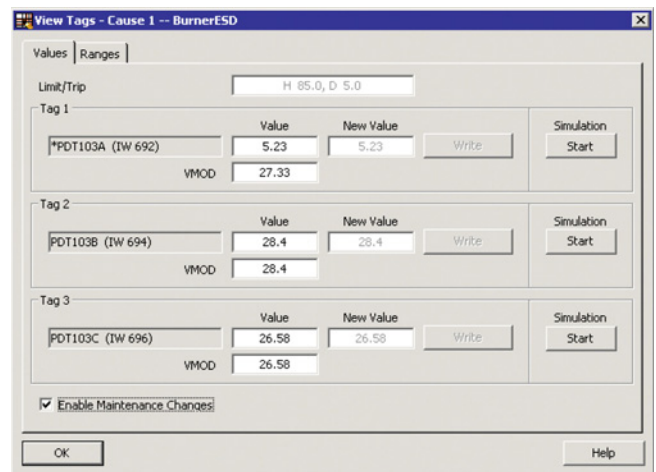 View Tags - Cause 1 -- BurnerESD
Values Ranges
Limit/Trip H 85.0, D 5.0
Tag 1
Value New Value Simulation
*PDT103A (IW 692) 5.23 5.23 Write Start
VMOD 27.33
Tag 2
Value New Value Simulation
PDT103B (IW 694) 28.4 28.4 Write Start
VMOD 28.4
Tag 3
Value New Value Simulation
PDT103C (IW 696) 26.58 26.58 Write Start
VMOD 26.58
Enable Maintenance Changes
OK Help